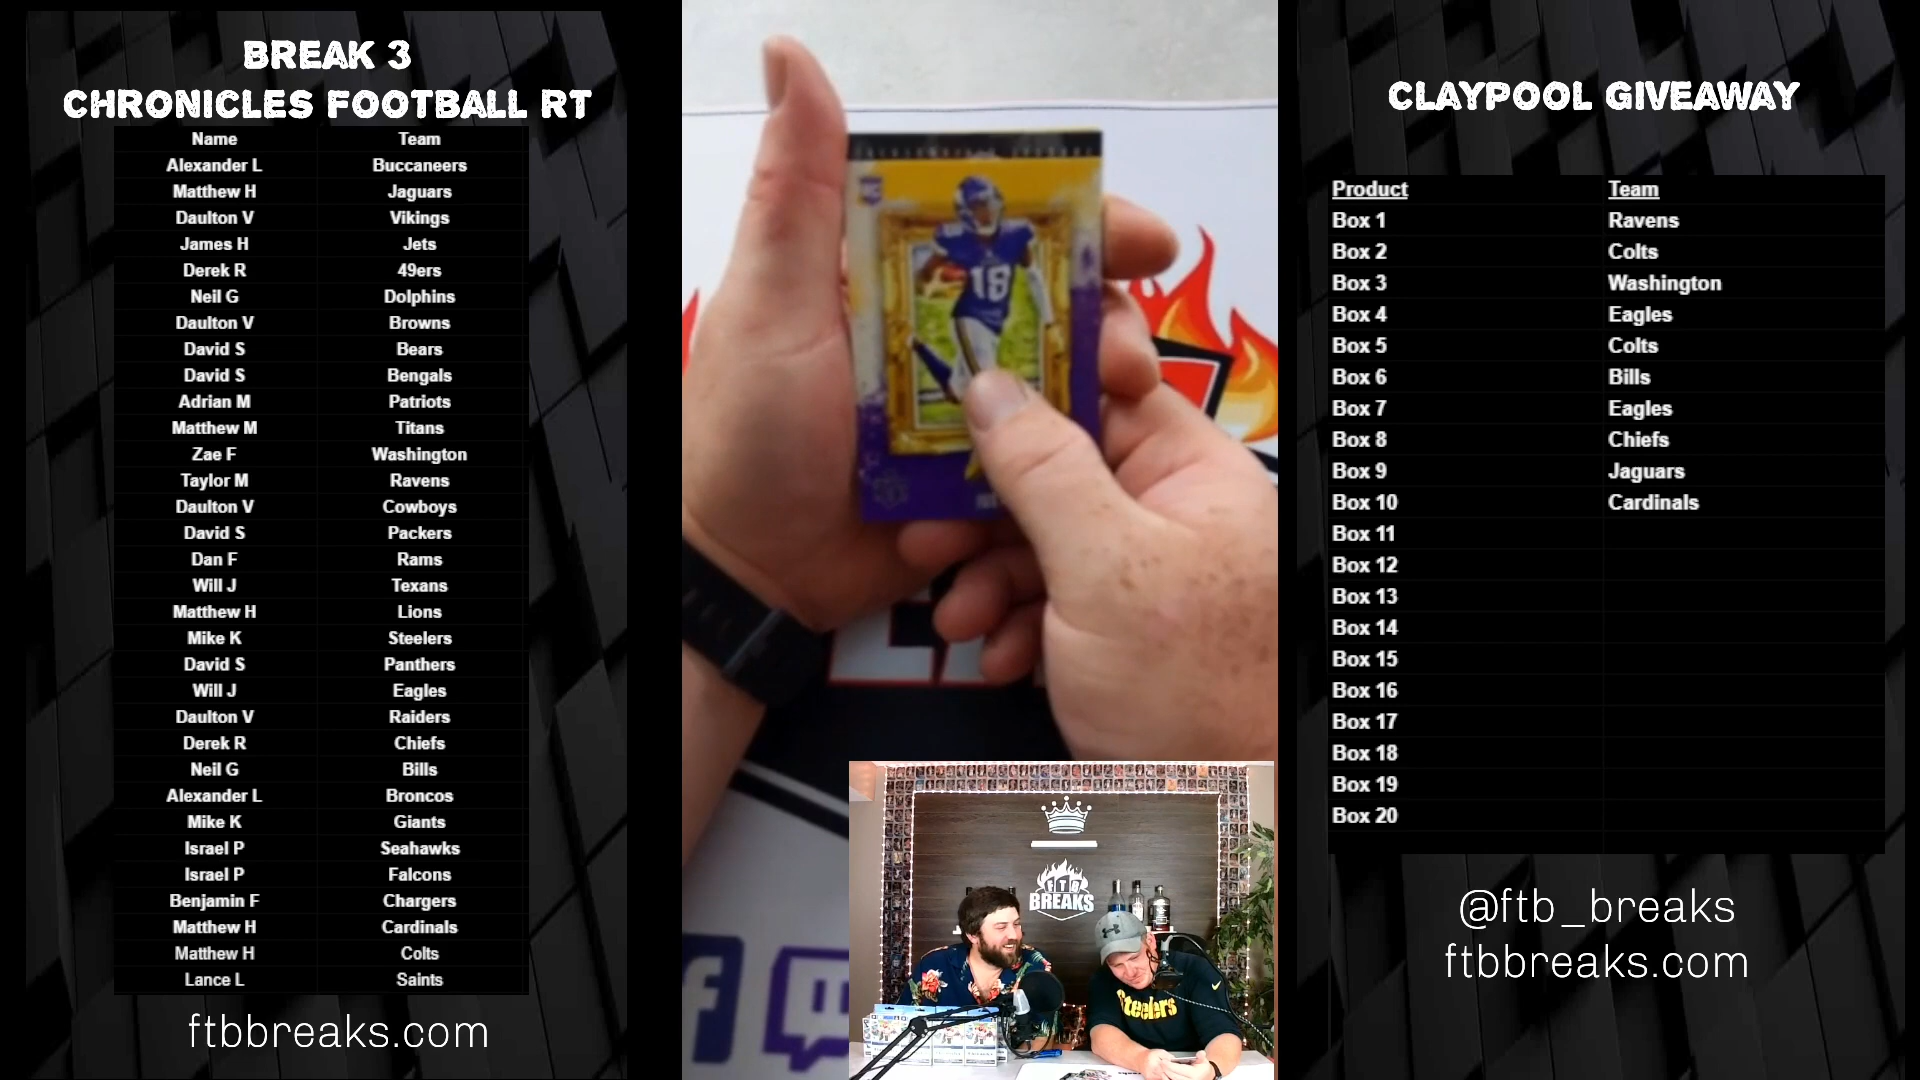 BREAK 3
CHRONICLES FOOTBALL RT
Name Team
Alexander L Buccaneers
Matthew H Jaguars
Daulton V Vikings
James H Jets
Derek R 49ers
Neil G Dolphins
Daulton V Browns
David S Bears
David S Bengals
Adrian M Patriots
Matthew M Titans
Zae F Washington
Taylor M Ravens
Daulton V Cowboys
David S Packers
Dan F Rams
Will J Texans
Matthew H Lions
Mike K Steelers
David S Panthers
Will J Eagles
Daulton V Raiders
Derek R Chiefs
Neil G Bills
Alexander L Broncos
Mike K Giants
Israel P Seahawks
Israel P Falcons
Benjamin F Chargers
Matthew H Cardinals
Matthew H Colts
Lance L Saints
ftbbreaks.com
RC
18
FTB
BREAKS
Steelers
CLAYPOOL GIVEAWAY
Product Team
Box 1 Ravens
Box 2 Colts
Box 3 Washington
Box 4 Eagles
Box 5 Colts
Box 6 Bills
Box 7 Eagles
Box 8 Chiefs
Box 9 Jaguars
Box 10 Cardinals
Box 11
Box 12
Box 13
Box 14
Box 15
Box 16
Box 17
Box 18
Box 19
Box 20
@ftb_breaks
ftbbreaks.com